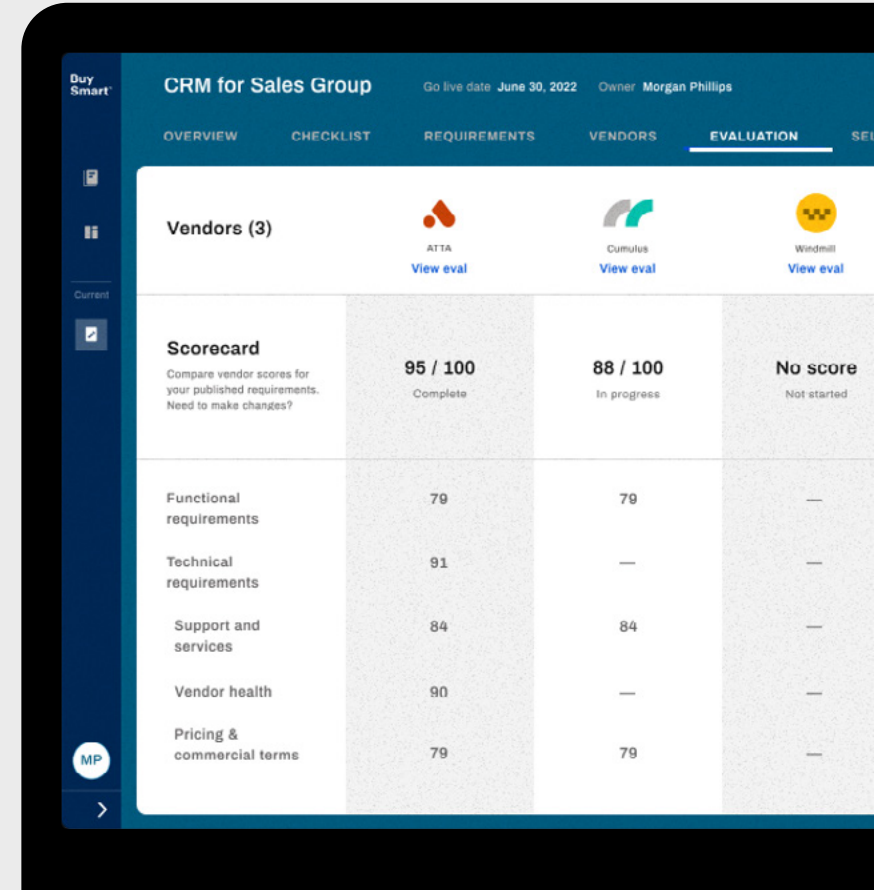 Buy
Smart
CRM for Sales Group
Go live date June 30, 2022
Owner Morgan Phillips
OVERVIEW
CHECKLIST
REQUIREMENTS
VENDORS
EVALUATION
SEL
Current
MP
Vendors (3)
ATTA
View eval
Cumulus
View eval
Windmill
View eval
Scorecard
Compare vendor scores for
your published requirements.
Need to make changes?
95 / 100
Complete
88 / 100
In progress
No score
Not started
Functional
requirements
79
79
—
Technical
requirements
91
—
—
Support and
services
84
84
—
Vendor health
90
—
—
Pricing &
commercial terms
79
79
—